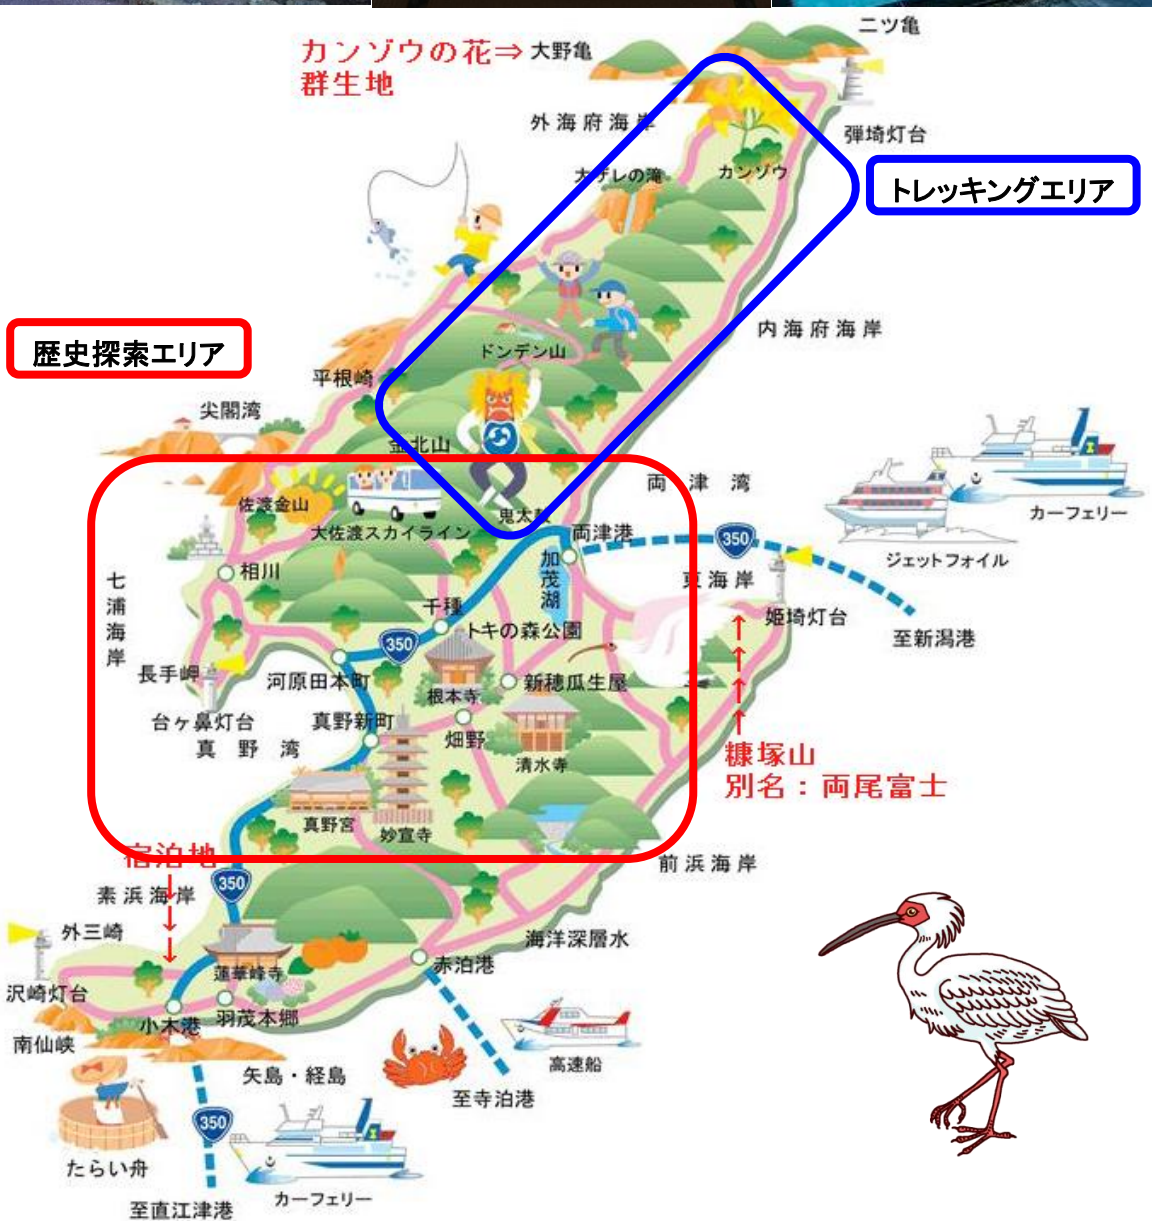 二ツ亀
カンゾウの花⇒
群生地
大野亀
外海府海岸
弾埼灯台
大ザレの滝
カンゾウ
トレッキングエリア
内海府海岸
歴史探索エリア
ドンデン山
平根崎
尖閣湾
金北山
両津湾
佐渡金山
大佐渡スカイライン
鬼太鼓
カーフェリー
ジェットフォイル
両津港
350
加茂湖
東海岸
相川
七浦海岸
千種
トキの森公園
姫埼灯台
至新潟港
350
長手岬
河原田本町
根本寺
新穂瓜生屋
台ヶ鼻灯台
真野湾
真野新町
畑野
清水寺
糠塚山
別名：両尾富士
真野宮
妙宣寺
宿泊地
前浜海岸
350
素浜海岸
外三崎
海洋深層水
蓮華峰寺
赤泊港
沢崎灯台
小木港
羽茂本郷
南仙峡
矢島・経島
高速船
至寺泊港
350
たらい舟
カーフェリー
至直江津港